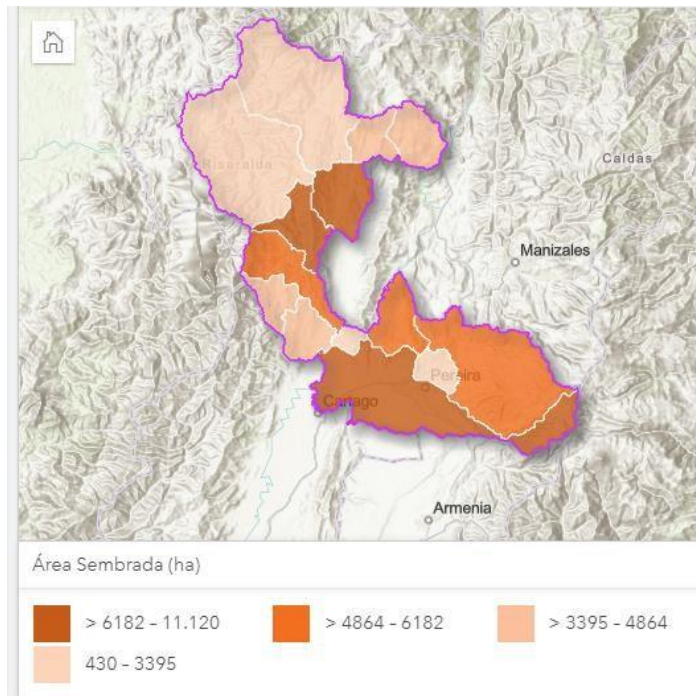 Risaralda
Caldas
Manizales
Pereira
Cartago
Armenia
Área Sembrada (ha)
> 6182 - 11.120
> 4864 - 6182
> 3395 - 4864
430 - 3395